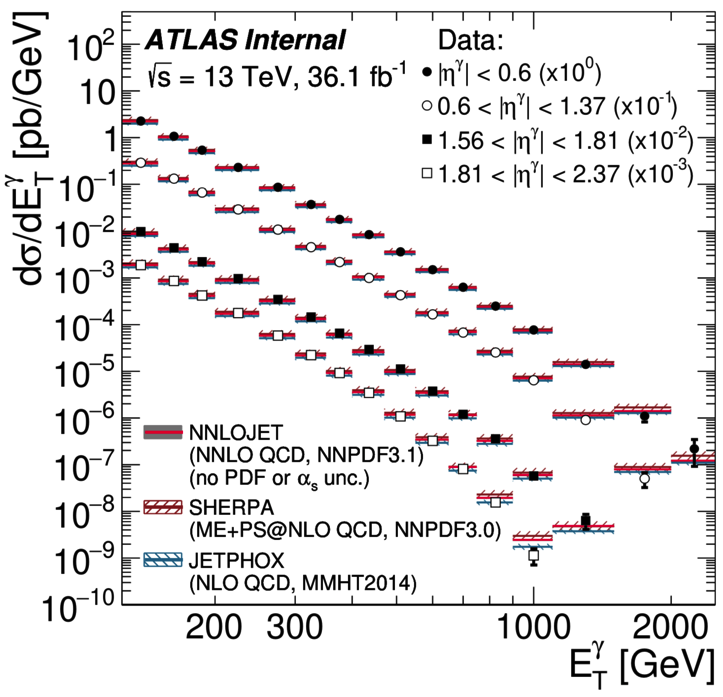 dσ/dE_T^γ [pb/GeV]
10²
10
1
10⁻¹
10⁻²
10⁻³
10⁻⁴
10⁻⁵
10⁻⁶
10⁻⁷
10⁻⁸
10⁻⁹
10⁻¹⁰
ATLAS Internal
√s = 13 TeV, 36.1 fb⁻¹
Data:
|η^γ| < 0.6 (x10⁰)
0.6 < |η^γ| < 1.37 (x10⁻¹)
1.56 < |η^γ| < 1.81 (x10⁻²)
1.81 < |η^γ| < 2.37 (x10⁻³)
NNLOJET
(NNLO QCD, NNPDF3.1)
(no PDF or α_s unc.)
SHERPA
(ME+PS@NLO QCD, NNPDF3.0)
JETPHOX
(NLO QCD, MMHT2014)
200 300 1000 2000
E_T^γ [GeV]